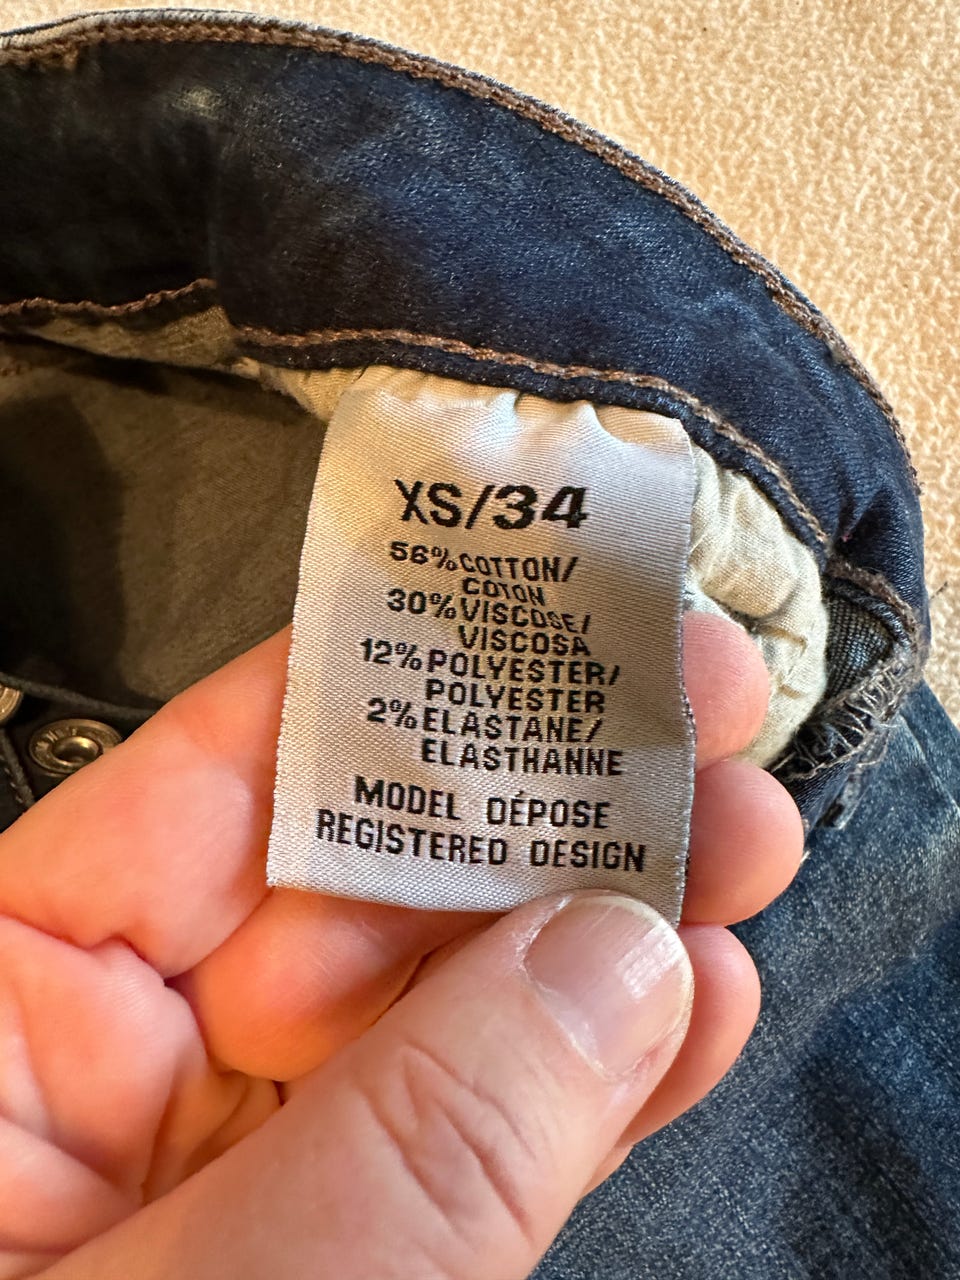 XS/34
56% COTTON/
COTON
30% VISCOSE/
VISCOSA
12% POLYESTER/
POLYESTER
2% ELASTANE/
ELASTHANNE
MODEL DÉPOSE
REGISTERED DESIGN